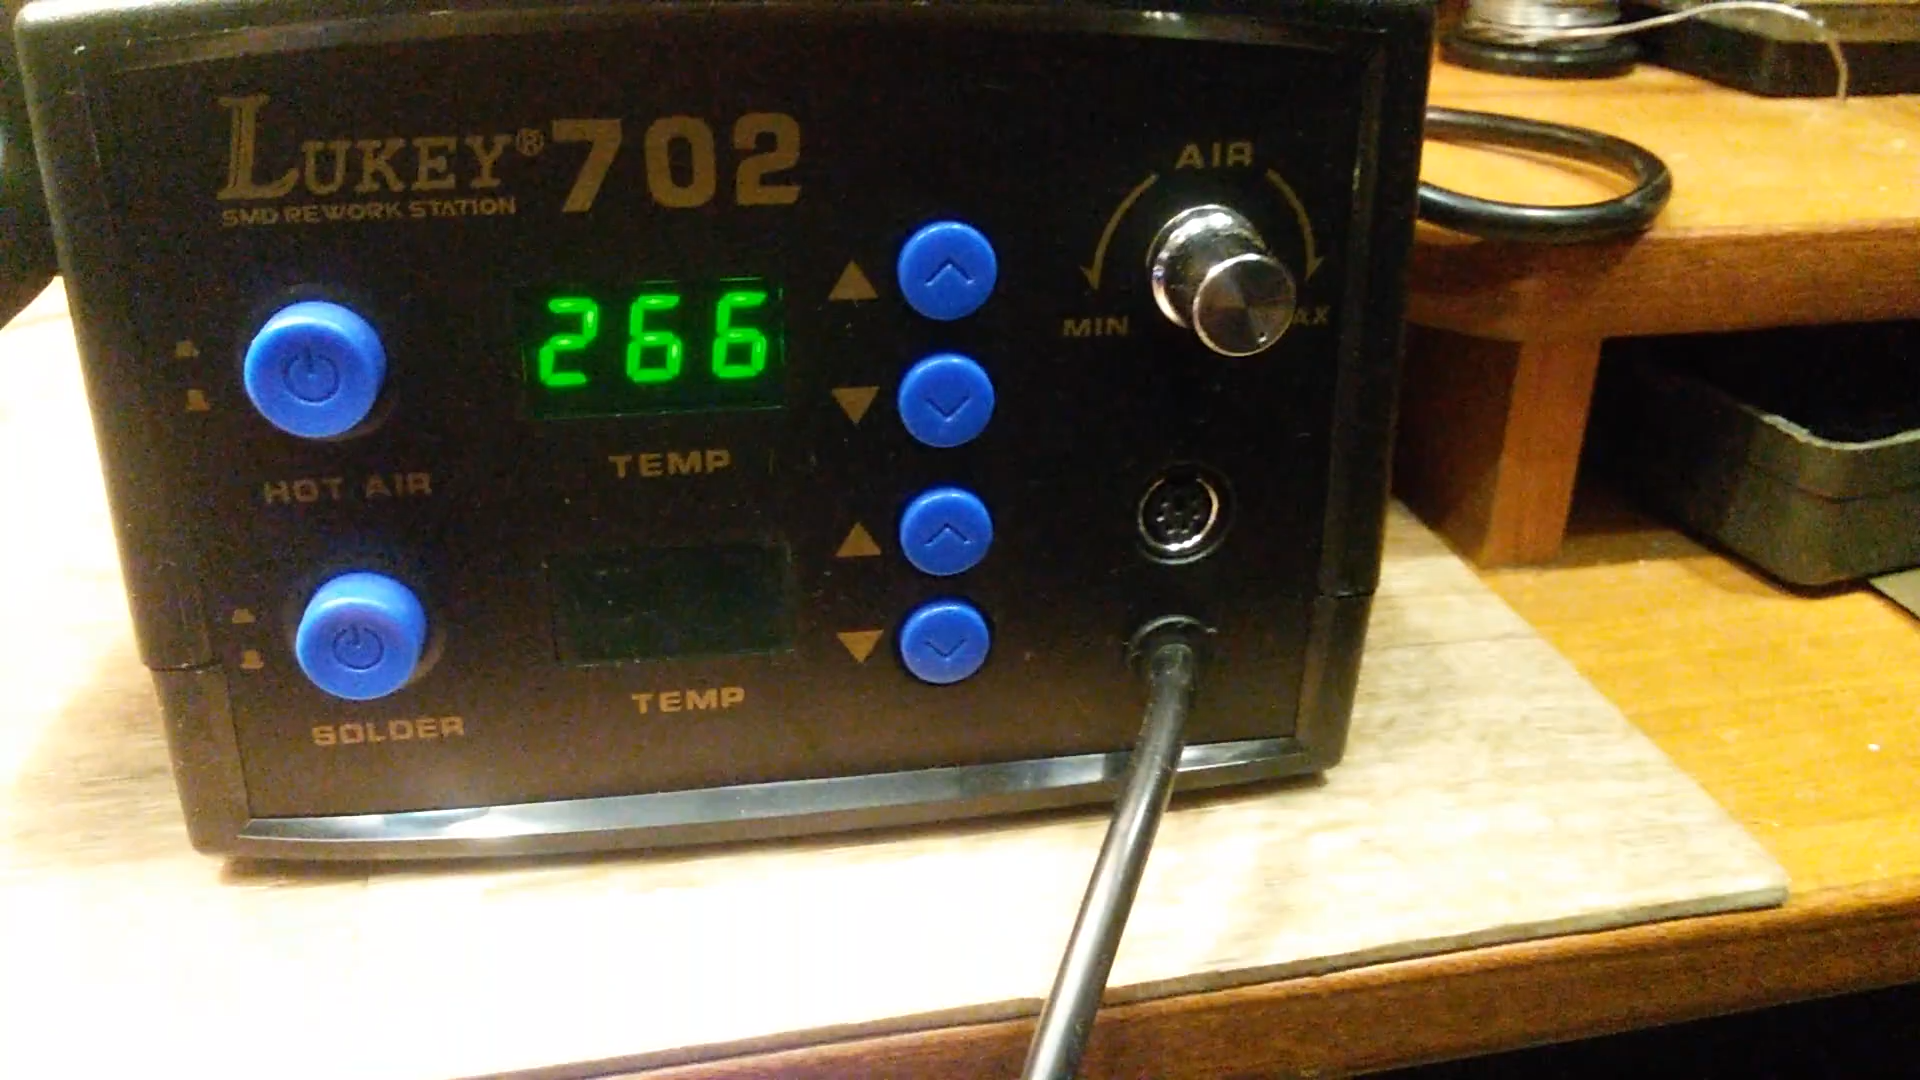 LUKEY® 702
SMD REWORK STATION
AIR
MIN
266
TEMP
HOT AIR
TEMP
SOLDER